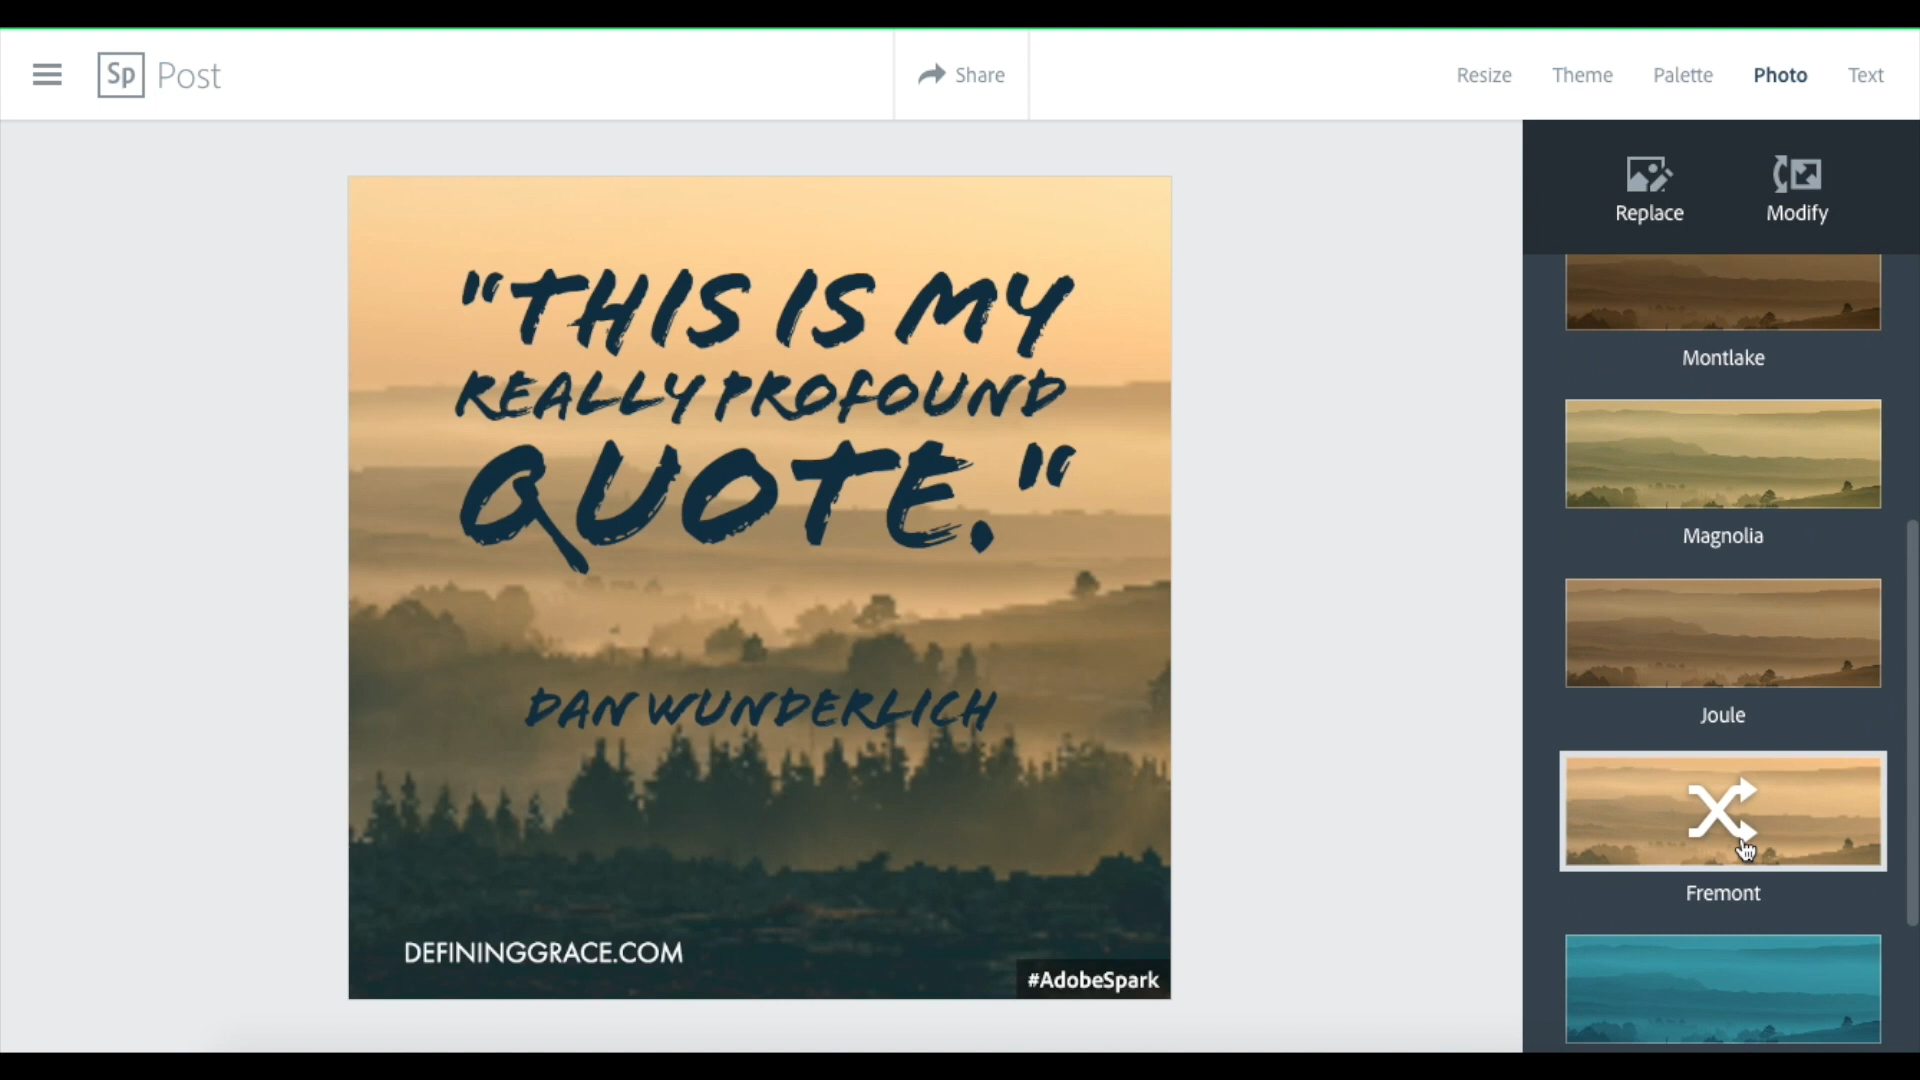 Sp Post
Share
Resize Theme Palette Photo Text
Replace Modify
"THIS IS MY
REALLY PROFOUND
QUOTE."
DAN WUNDERLICH
DEFININGGRACE.COM
#AdobeSpark
Montlake
Magnolia
Joule
Fremont